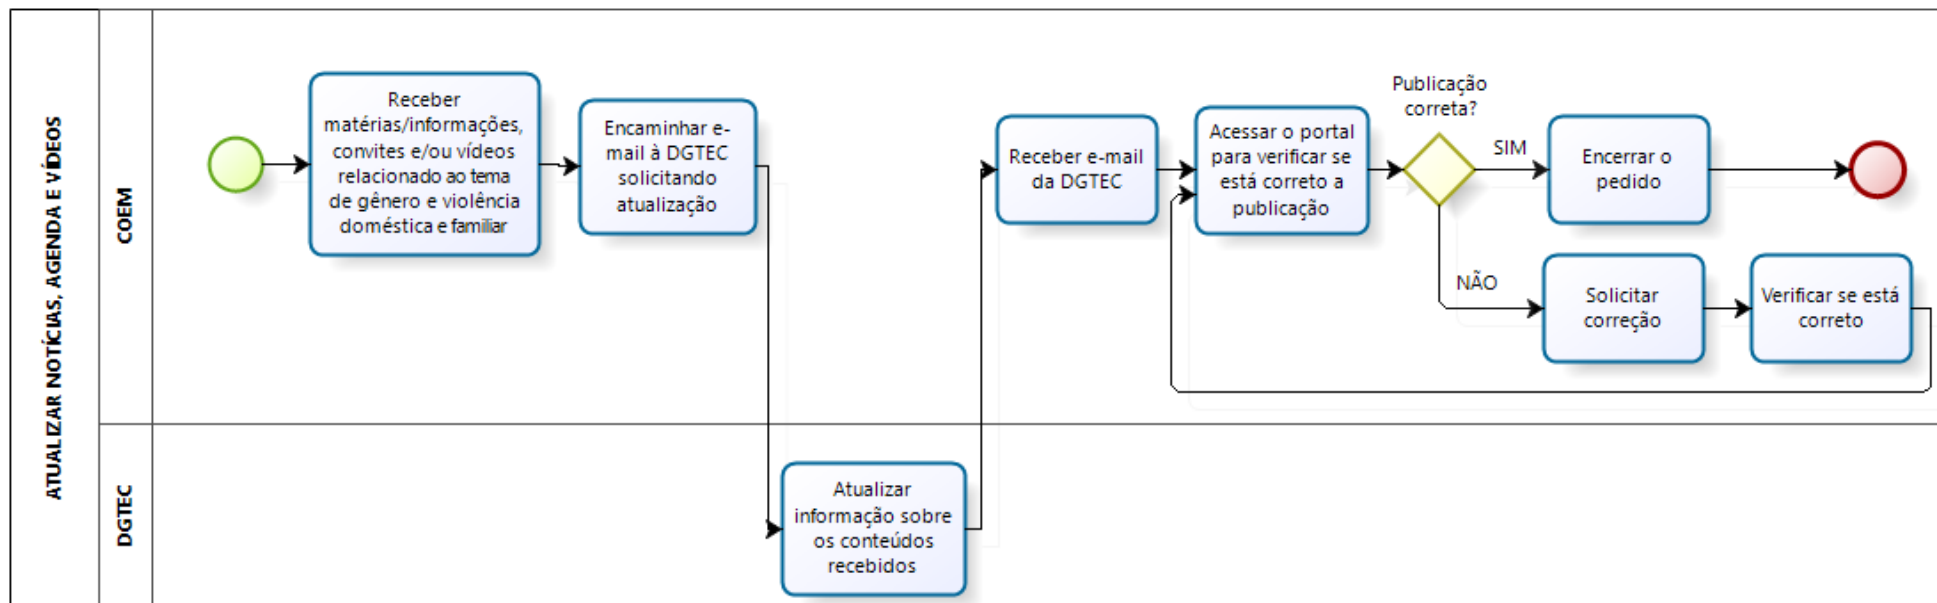 ATUALIZAR NOTÍCIAS, AGENDA E VÍDEOS
COEM
Receber
matérias/informações,
convites e/ou vídeos
relacionado ao tema
de gênero e violência
doméstica e familiar
Encaminhar e-
mail à DGTEC
solicitando
atualização
Receber e-mail
da DGTEC
Acessar o portal
para verificar se
está correto a
publicação
Publicação
correta?
SIM
Encerrar o
pedido
NÃO
Solicitar
correção
Verificar se está
correto
DGTEC
Atualizar
informação sobre
os conteúdos
recebidos